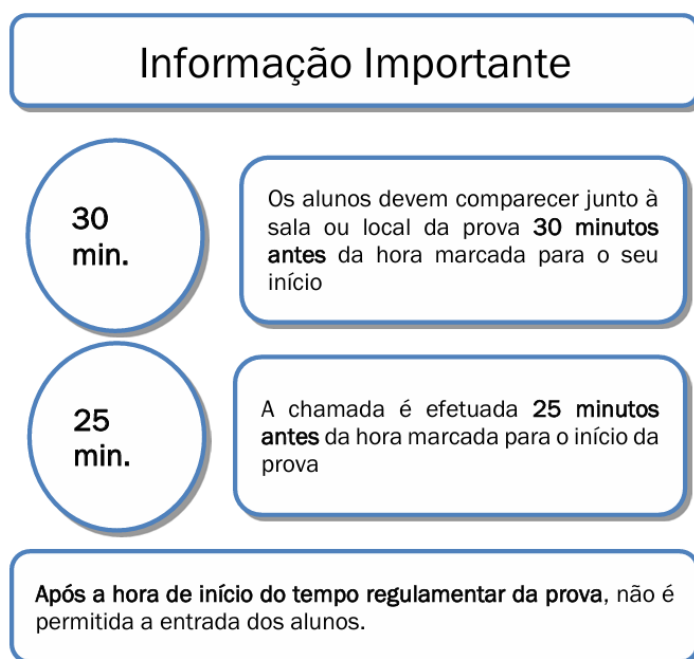 Informação Importante
30
min.
Os alunos devem comparecer junto à
sala ou local da prova 30 minutos
antes da hora marcada para o seu
início
25
min.
A chamada é efetuada 25 minutos
antes da hora marcada para o início da
prova
Após a hora de início do tempo regulamentar da prova, não é
permitida a entrada dos alunos.